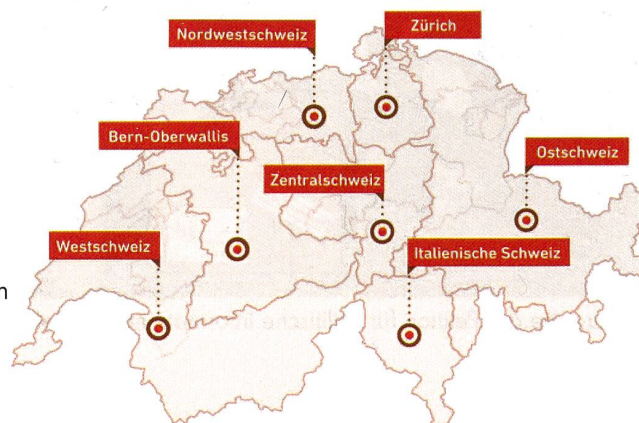 Nordwestschweiz
Zürich
Bern-Oberwallis
Ostschweiz
Zentralschweiz
Westschweiz
Italienische Schweiz
n